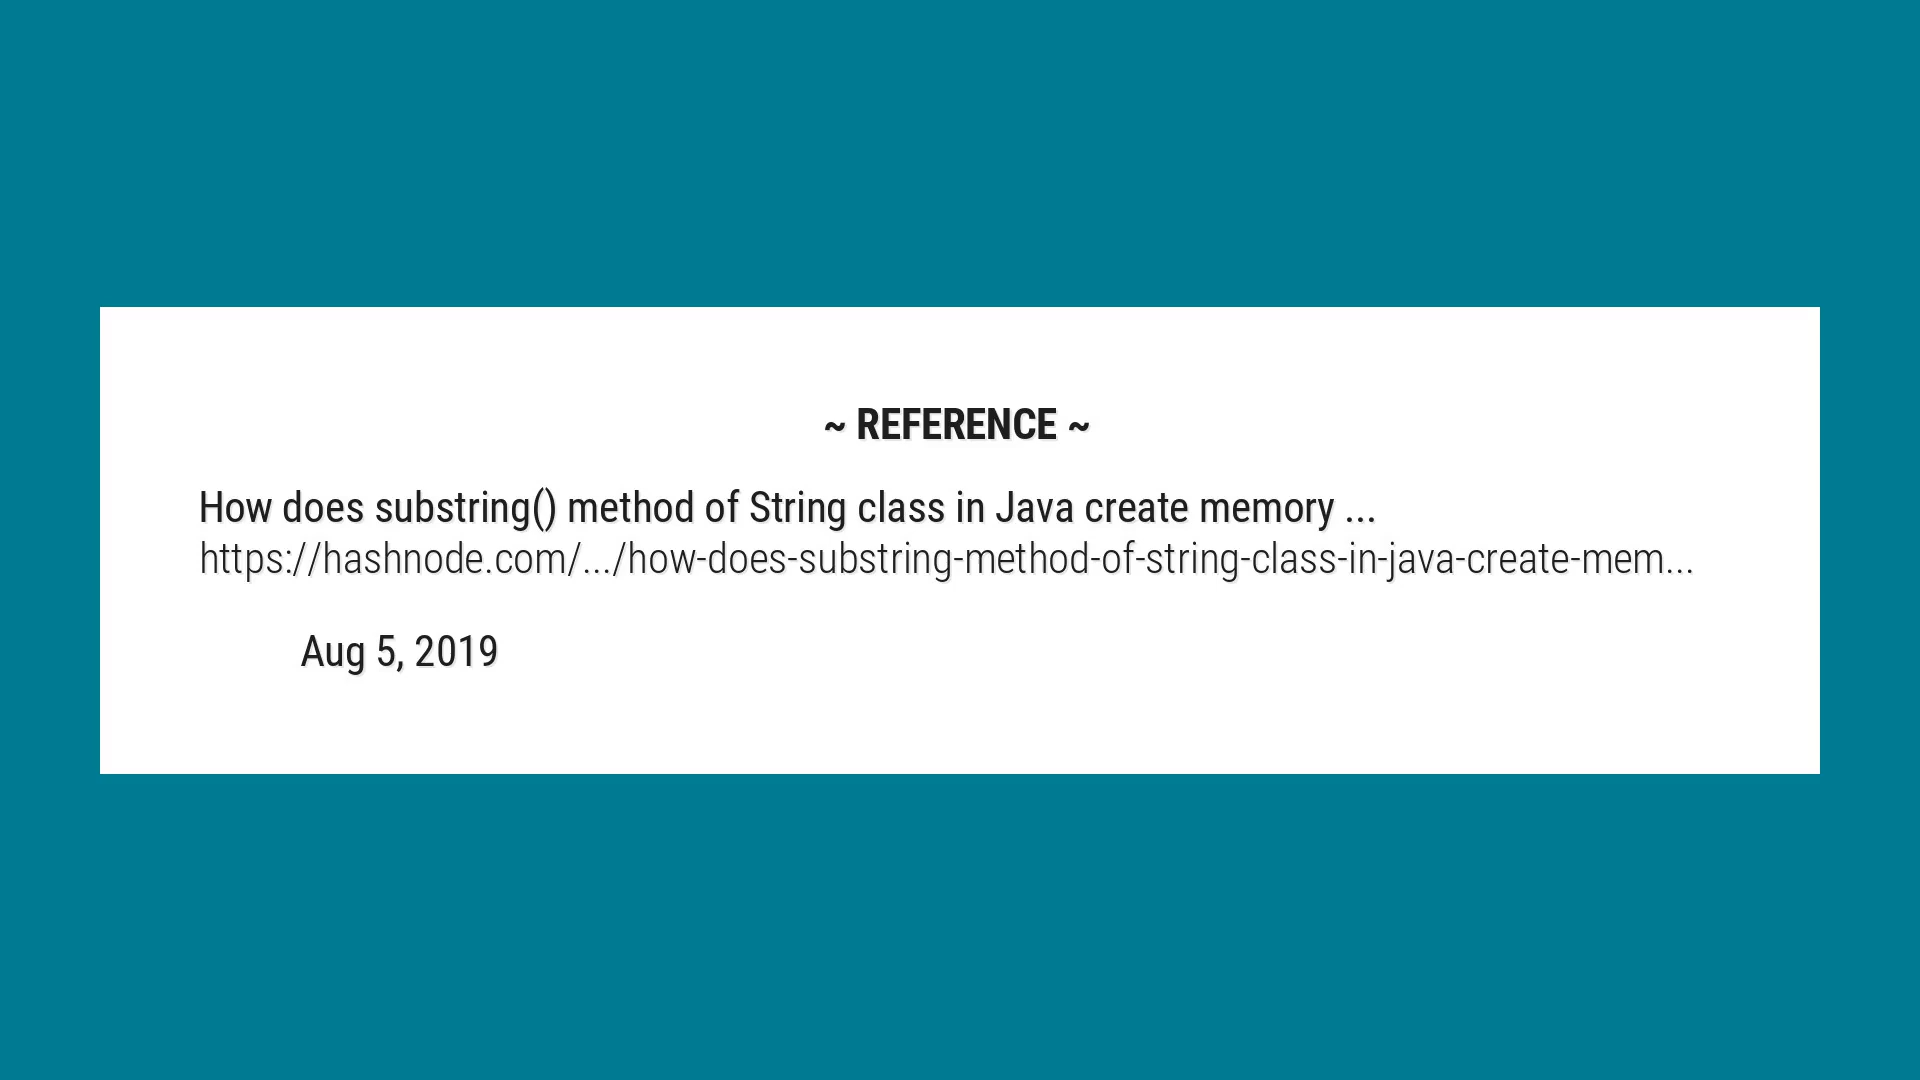 ~ REFERENCE ~
How does substring() method of String class in Java create memory ...
https://hashnode.com/.../how-does-substring-method-of-string-class-in-java-create-mem...
Aug 5, 2019